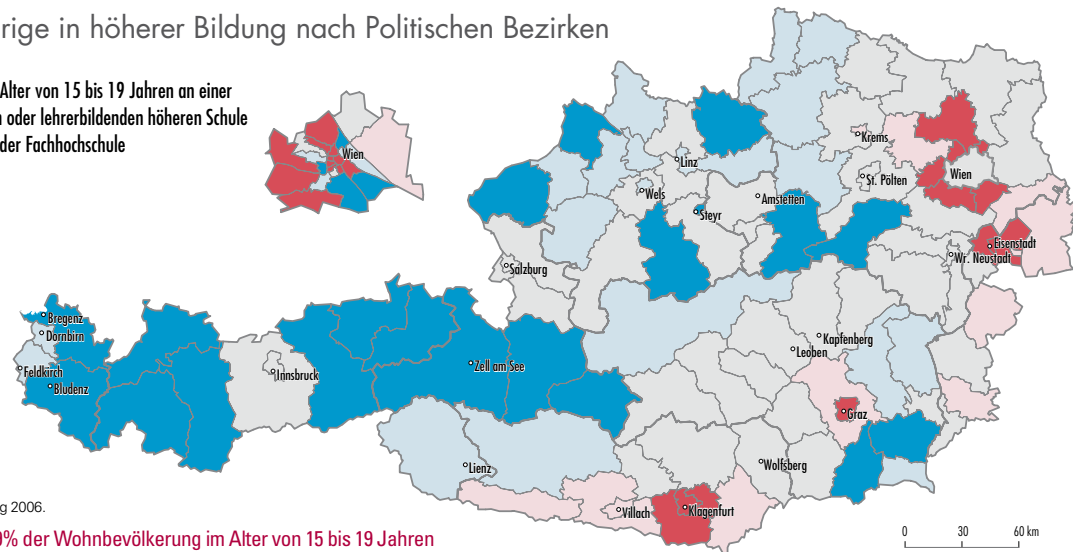 rige in höherer Bildung nach Politischen Bezirken
Alter von 15 bis 19 Jahren an einer
oder lehrerbildenden höheren Schule
der Fachhochschule
Wien
Krems
Linz
Wien
St. Pölten
Wels
Amstetten
Steyr
Eisenstadt
Wr. Neustadt
Salzburg
Bregenz
Dornbirn
Kapfenberg
Leoben
Zell am See
Feldkirch
Innsbruck
Bludenz
Graz
Wolfsberg
Lienz
Villach
Klagenfurt
g 2006.
0 30 60 km
% der Wohnbevölkerung im Alter von 15 bis 19 Jahren